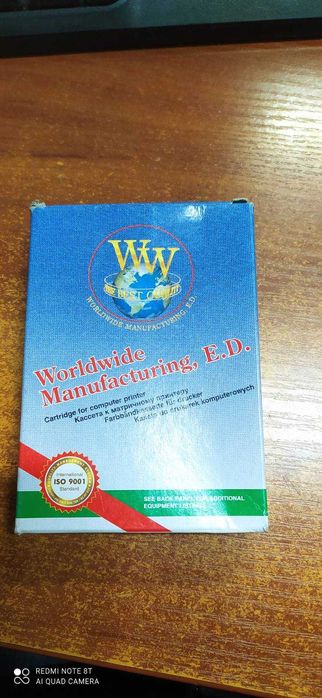 WW
THE BEST QUALITY
WORLDWIDE MANUFACTURING, E.D.
Worldwide
Manufacturing, E.D.
Cartridge for computer printer
Кассета к матричному принтеру
Farbbandkassette für drucker
Kaseta do drukarek komputerowych
International
ISO 9001
Standard
SEE BACK PANEL FOR ADDITIONAL
EQUIPMENT LISTINGS
REDMI NOTE 8T
AI QUAD CAMERA